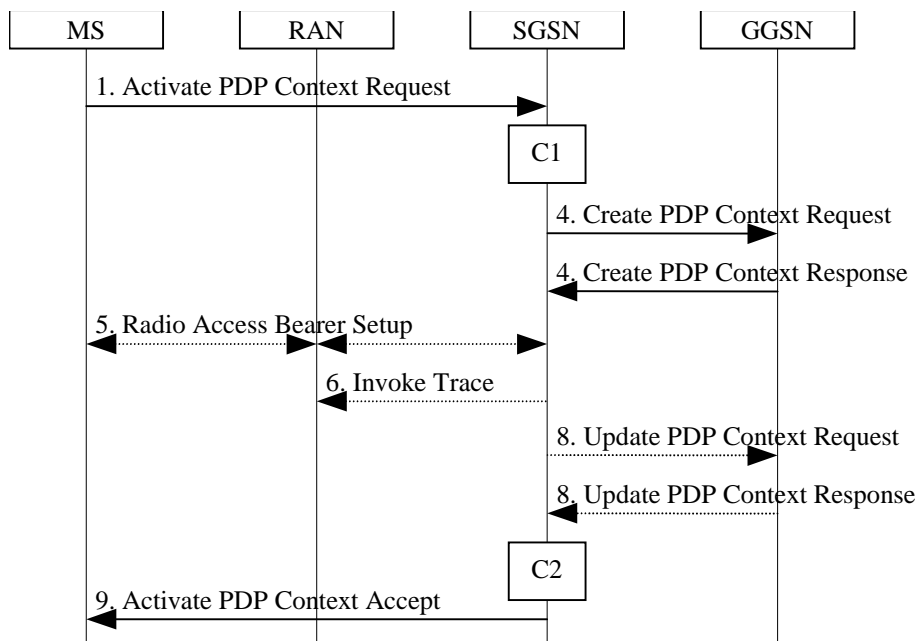 MS RAN SGSN GGSN
1. Activate PDP Context Request
C1
4. Create PDP Context Request
4. Create PDP Context Response
5. Radio Access Bearer Setup
6. Invoke Trace
8. Update PDP Context Request
8. Update PDP Context Response
C2
9. Activate PDP Context Accept